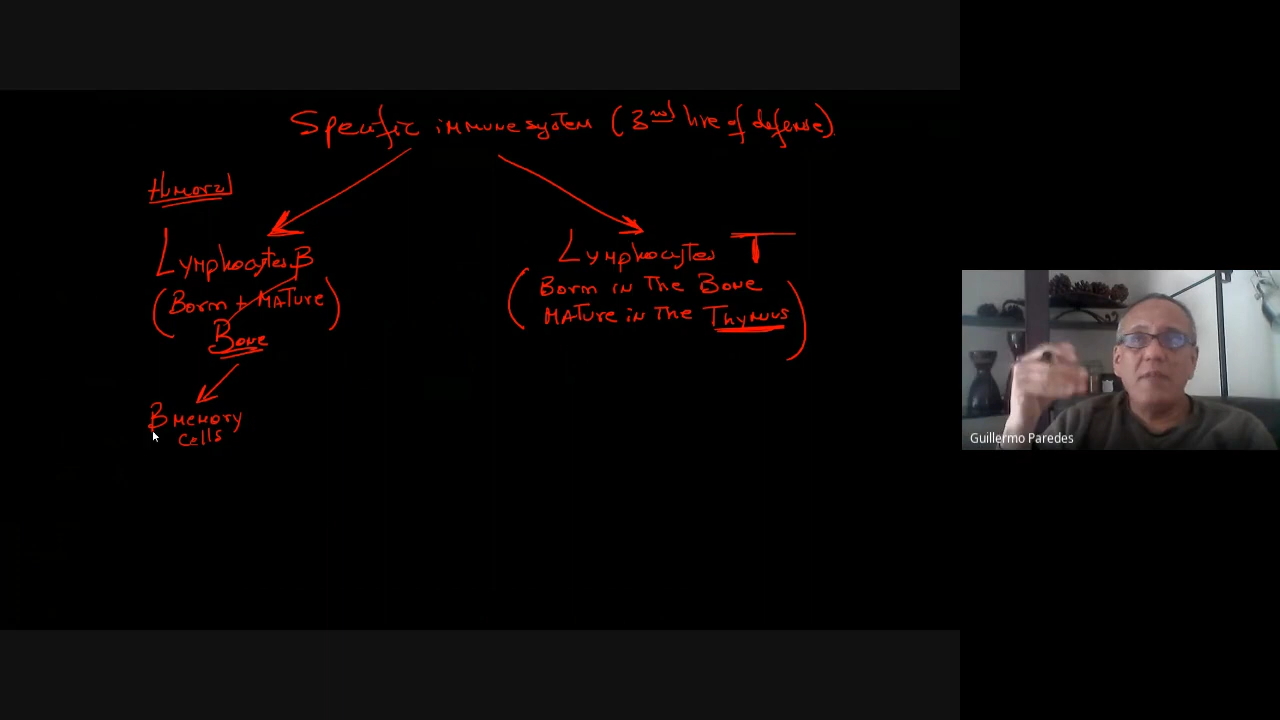 Specific immune system (3rd line of defense)
Humoral
Lymphocytes B
(Born + Mature)
Bone
B memory
cells
Lymphocytes T
(Born in the Bone
Mature in the Thymus)
Guillermo Paredes